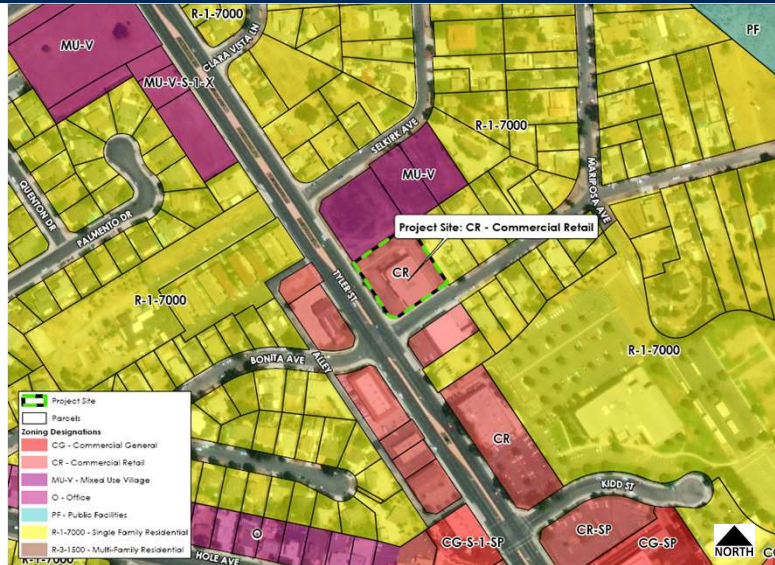 R-1-7000
MU-V
PF
CLARA VISTA LN
MU-V-S-1-X
SELKIRK AVE
R-1-7000
MU-V
MARIPOSA AVE
QUENTON DR
PALMENTO DR
Project Site: CR - Commercial Retail
CR
TYLER ST
R-1-7000
R-1-7000
BONITA AVE
ALLEY
CR
Project Site
Parcels
Zoning Designations
CG - Commercial General
CR - Commercial Retail
MU-V - Mixed Use Village
O - Office
PF - Public Facilities
R-1-7000 - Single Family Residential
R-3-1500 - Multi-Family Residential
KIDD ST
O
CR-SP
CG-S-1-SP
CG-SP
HOLE AVE
R-1-7000
NORTH